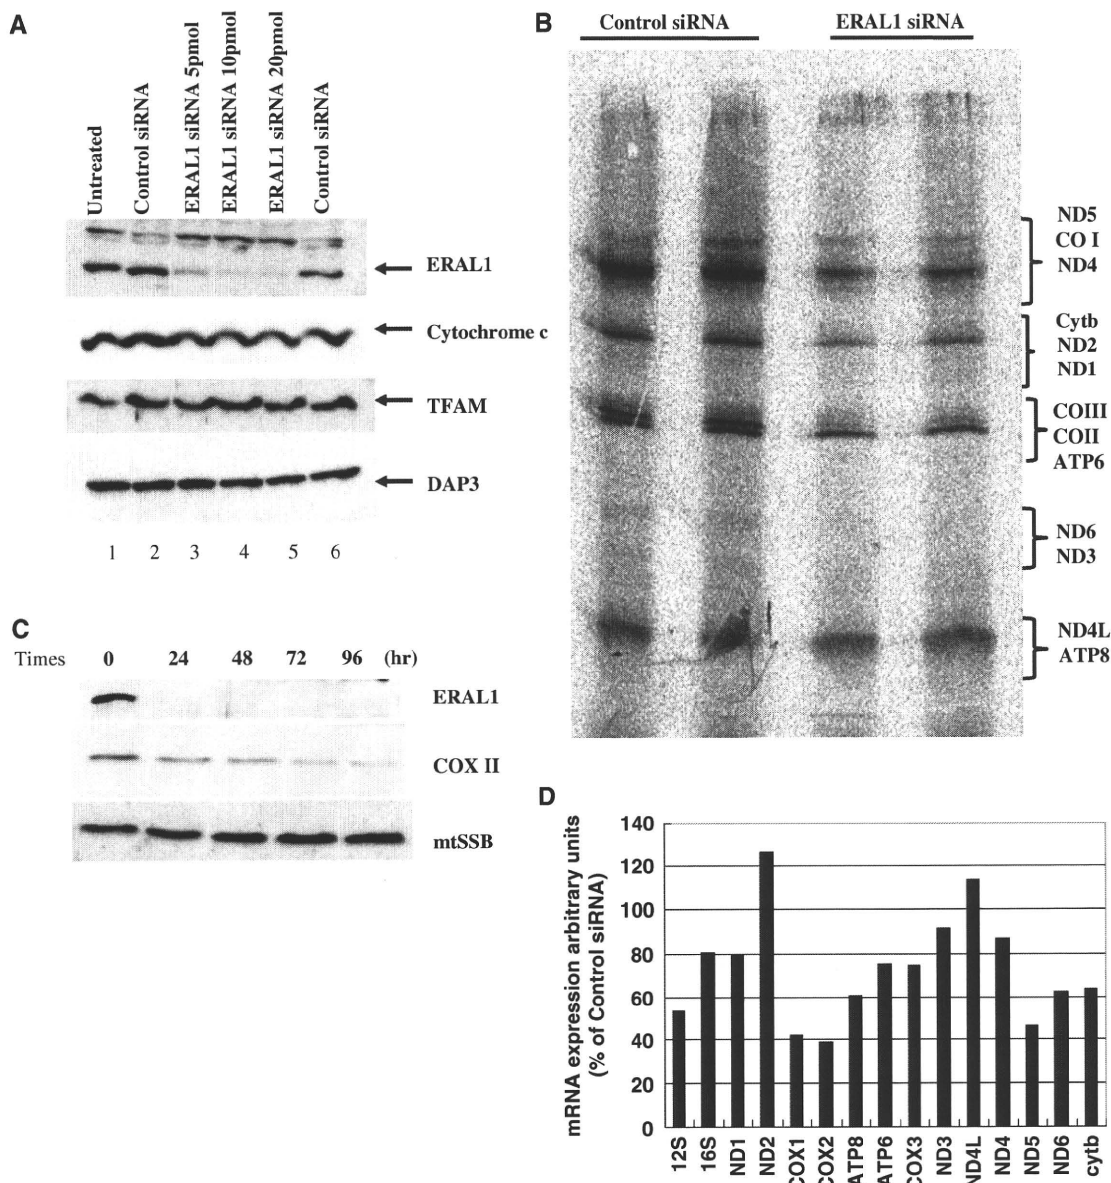 A
Untreated
Control siRNA
ERAL1 siRNA 5pmol
ERAL1 siRNA 10pmol
ERAL1 siRNA 20pmol
Control siRNA
ERAL1
Cytochrome c
TFAM
DAP3
1 2 3 4 5 6
B
Control siRNA ERAL1 siRNA
ND5
CO I
ND4
Cytb
ND2
ND1
COIII
COII
ATP6
ND6
ND3
ND4L
ATP8
C
Times 0 24 48 72 96 (hr)
ERAL1
COX II
mtSSB
D
mRNA expression arbitrary units
(% of Control siRNA)
140
120
100
80
60
40
20
0
12S
16S
ND1
ND2
COX1
COX2
ATP8
ATP6
COX3
ND3
ND4L
ND4
ND5
ND6
cytb